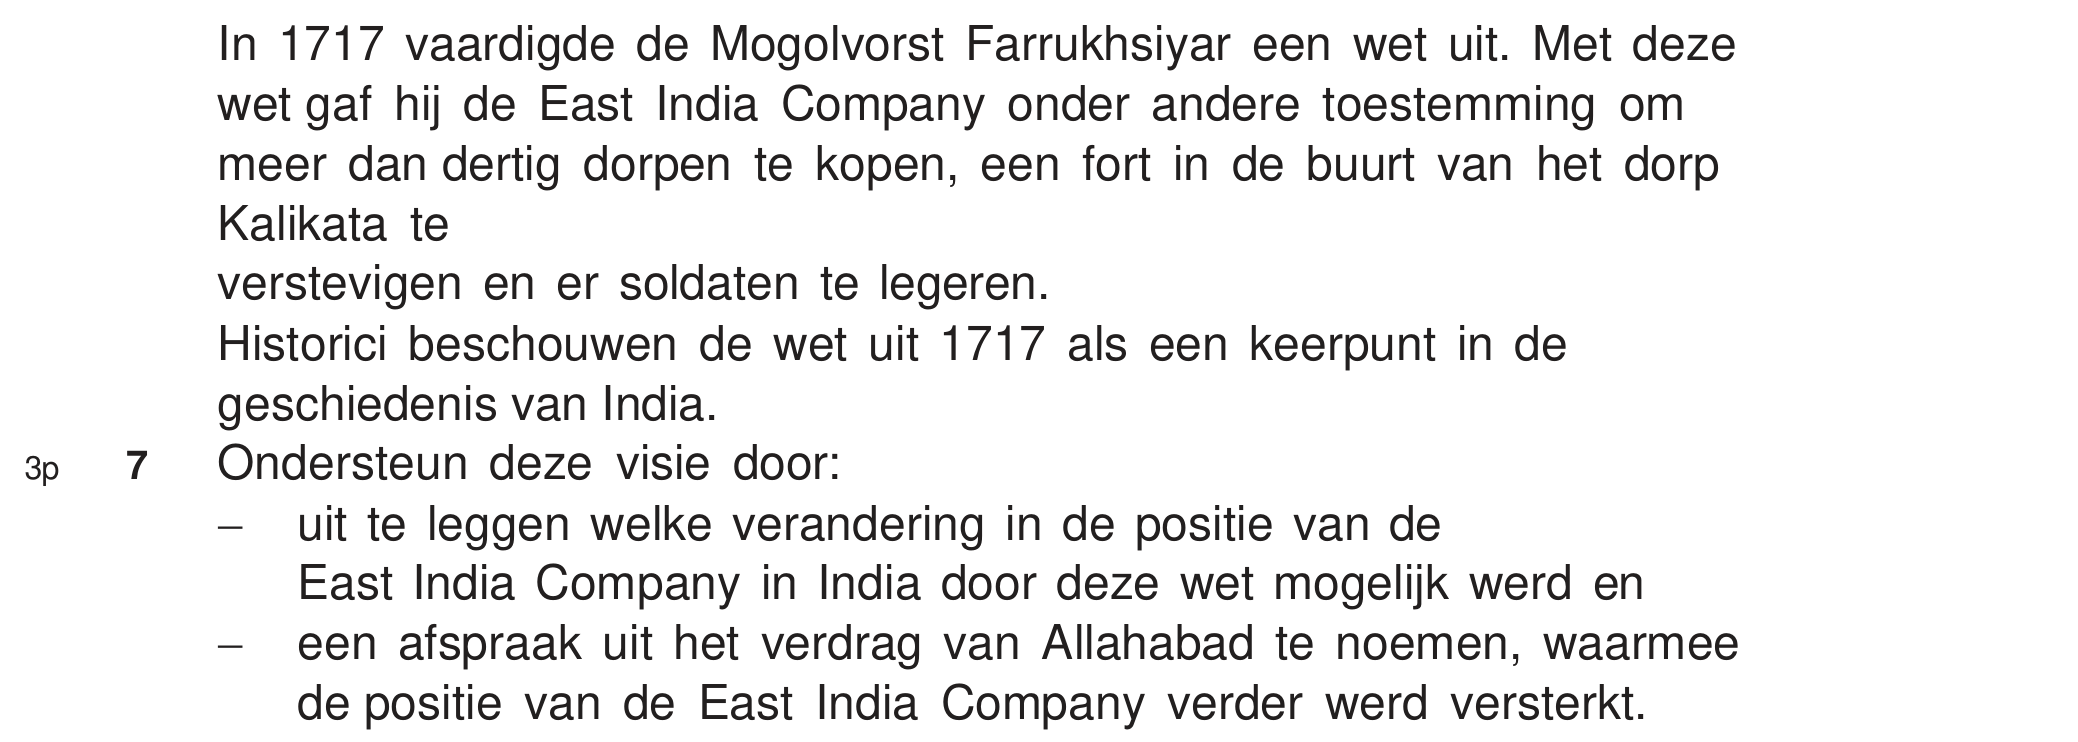 In 1717 vaardigde de Mogolvorst Farrukhsiyar een wet uit. Met deze
wet gaf hij de East India Company onder andere toestemming om
meer dan dertig dorpen te kopen, een fort in de buurt van het dorp
Kalikata te
verstevigen en er soldaten te legeren.
Historici beschouwen de wet uit 1717 als een keerpunt in de
geschiedenis van India.
3p 7 Ondersteun deze visie door:
– uit te leggen welke verandering in de positie van de
East India Company in India door deze wet mogelijk werd en
– een afspraak uit het verdrag van Allahabad te noemen, waarmee
de positie van de East India Company verder werd versterkt.